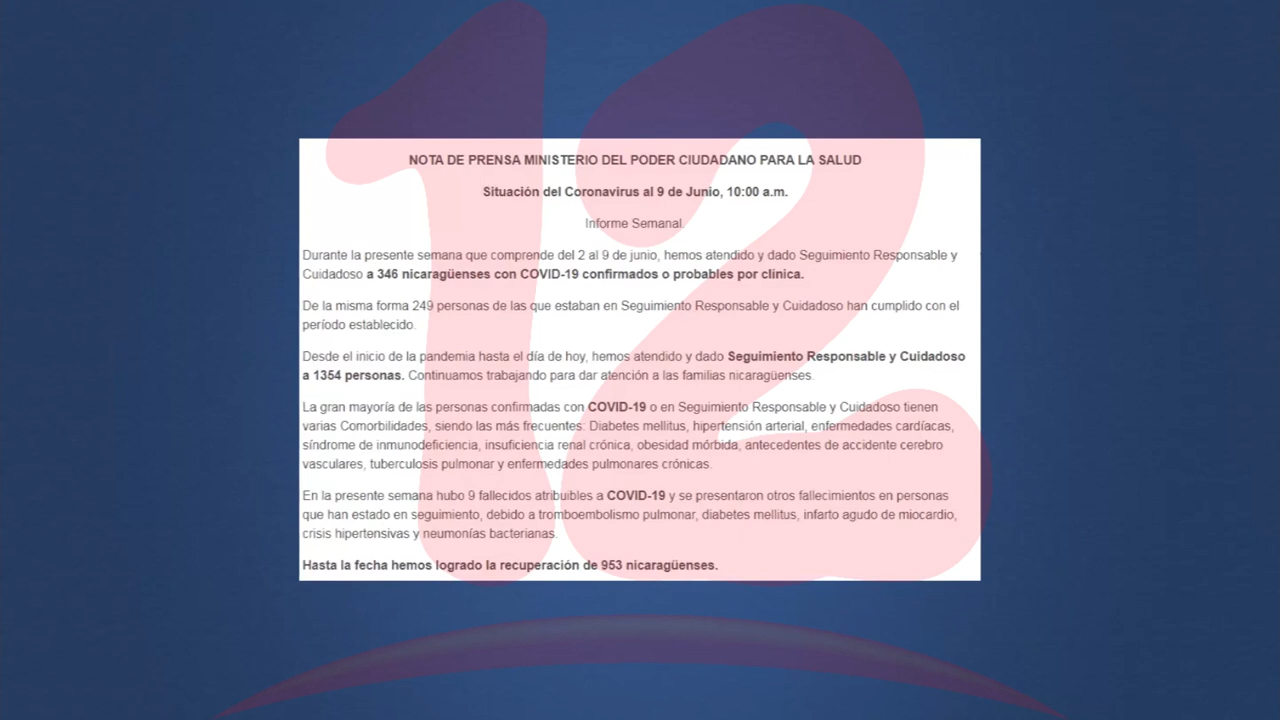 NOTA DE PRENSA MINISTERIO DEL PODER CIUDADANO PARA LA SALUD
Situación del Coronavirus al 9 de Junio, 10:00 a.m.
Informe Semanal.
Durante la presente semana que comprende del 2 al 9 de junio, hemos atendido y dado Seguimiento Responsable y
Cuidadoso a 346 nicaragüenses con COVID-19 confirmados o probables por clínica.
De la misma forma 249 personas de las que estaban en Seguimiento Responsable y Cuidadoso han cumplido con el
período establecido.
Desde el inicio de la pandemia hasta el día de hoy, hemos atendido y dado Seguimiento Responsable y Cuidadoso
a 1354 personas. Continuamos trabajando para dar atención a las familias nicaragüenses.
La gran mayoría de las personas confirmadas con COVID-19 o en Seguimiento Responsable y Cuidadoso tienen
varias Comorbilidades, siendo las más frecuentes: Diabetes mellitus, hipertensión arterial, enfermedades cardíacas,
síndrome de inmunodeficiencia, insuficiencia renal crónica, obesidad mórbida, antecedentes de accidente cerebro
vasculares, tuberculosis pulmonar y enfermedades pulmonares crónicas.
En la presente semana hubo 9 fallecidos atribuibles a COVID-19 y se presentaron otros fallecimientos en personas
que han estado en seguimiento, debido a tromboembolismo pulmonar, diabetes mellitus, infarto agudo de miocardio,
crisis hipertensivas y neumonías bacterianas.
Hasta la fecha hemos logrado la recuperación de 953 nicaragüenses.
12